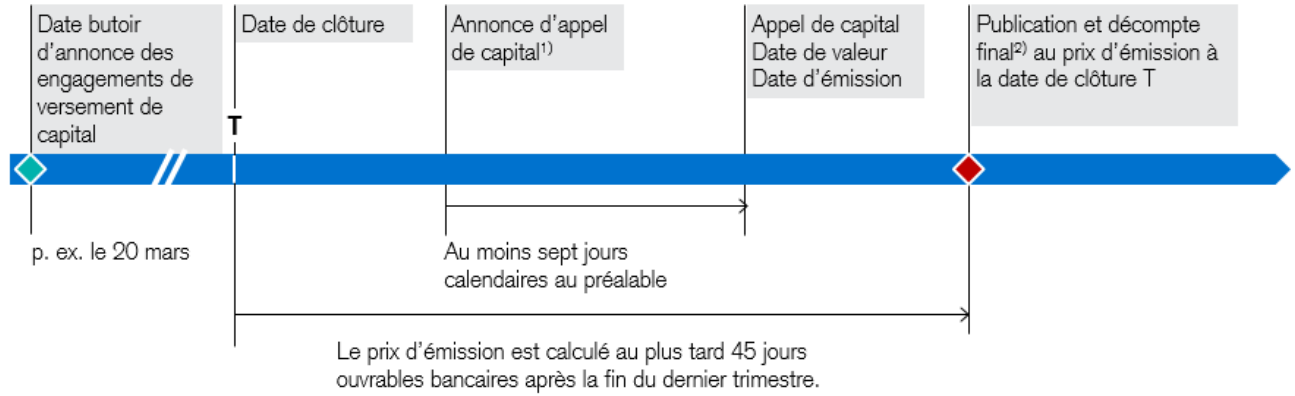 Date butoir
d’annonce des
engagements de
versement de
capital
Date de clôture
Annonce d’appel
de capital¹⁾
Appel de capital
Date de valeur
Date d’émission
Publication et décompte
final²⁾ au prix d’émission à
la date de clôture T
T
p. ex. le 20 mars
Au moins sept jours
calendaires au préalable
Le prix d’émission est calculé au plus tard 45 jours
ouvrables bancaires après la fin du dernier trimestre.